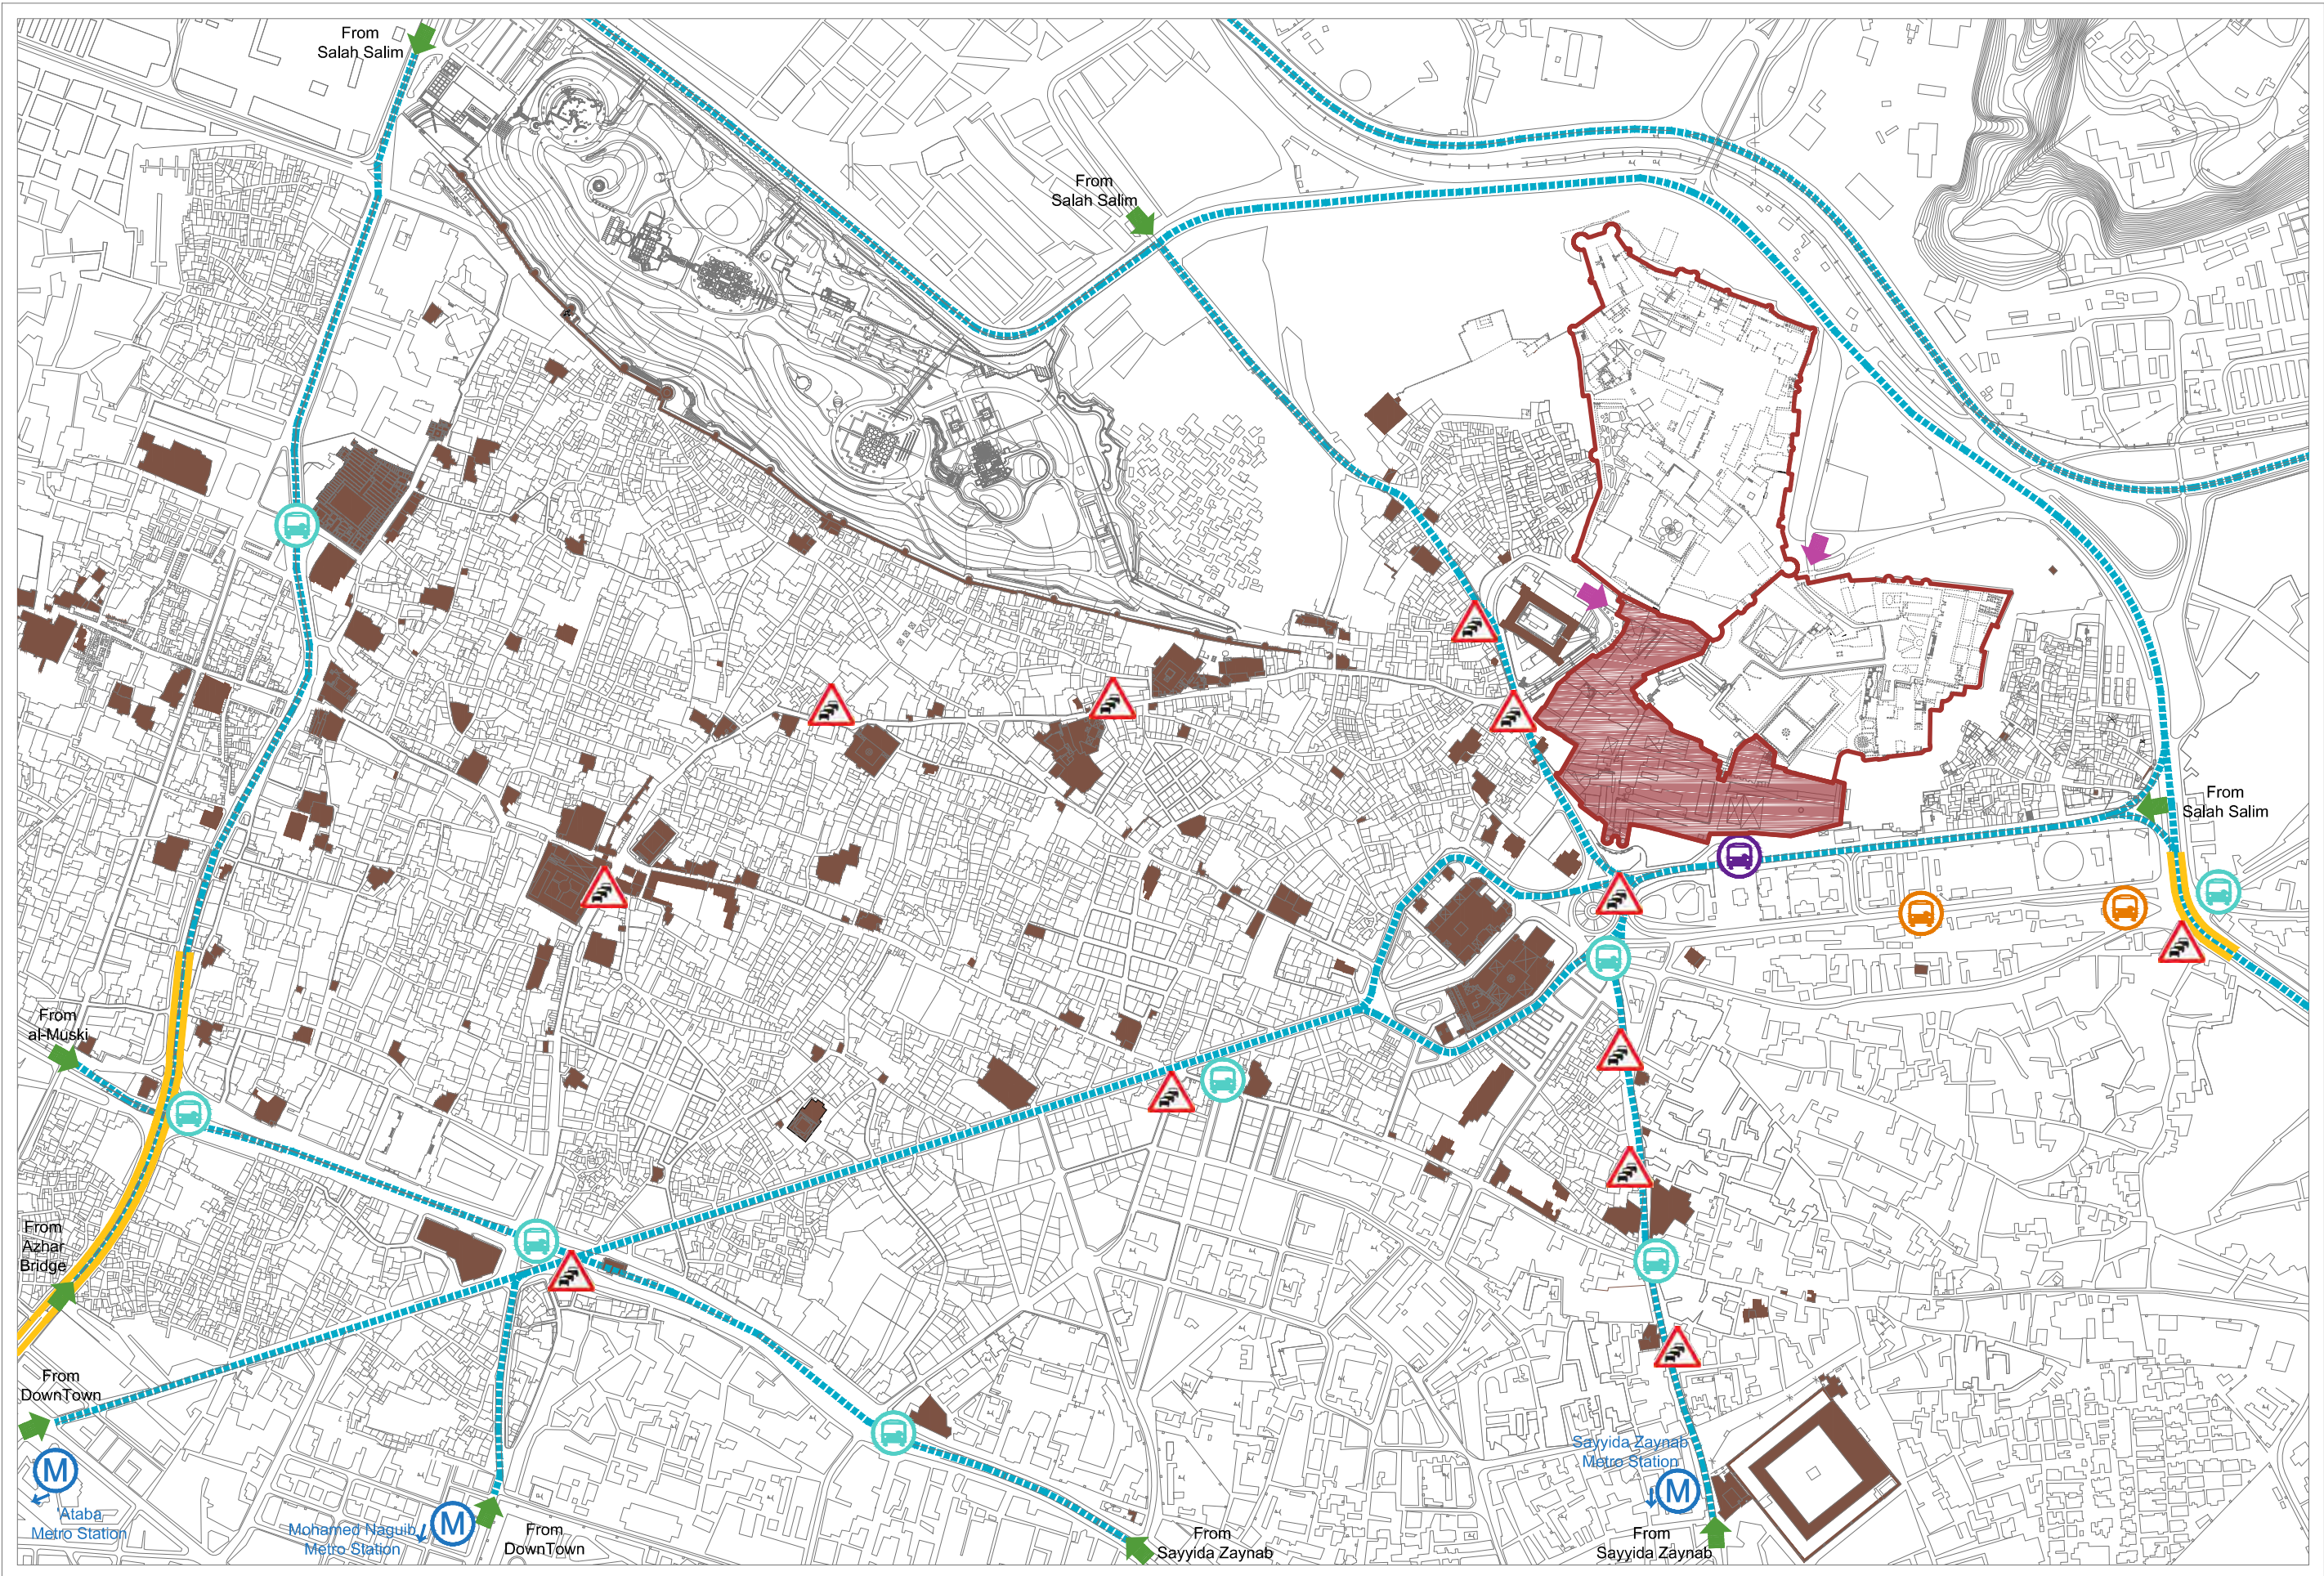 From
Salah Salim
From
Salah Salim
From
Salah Salim
From
al-Muski
From
Azhar
Bridge
From
DownTown
M
'Ataba
Metro Station
Mohamed Naguib
Metro Station
M
From
DownTown
From
Sayyida Zaynab
Sayyida Zaynab
Metro Station
M
From
Sayyida Zaynab